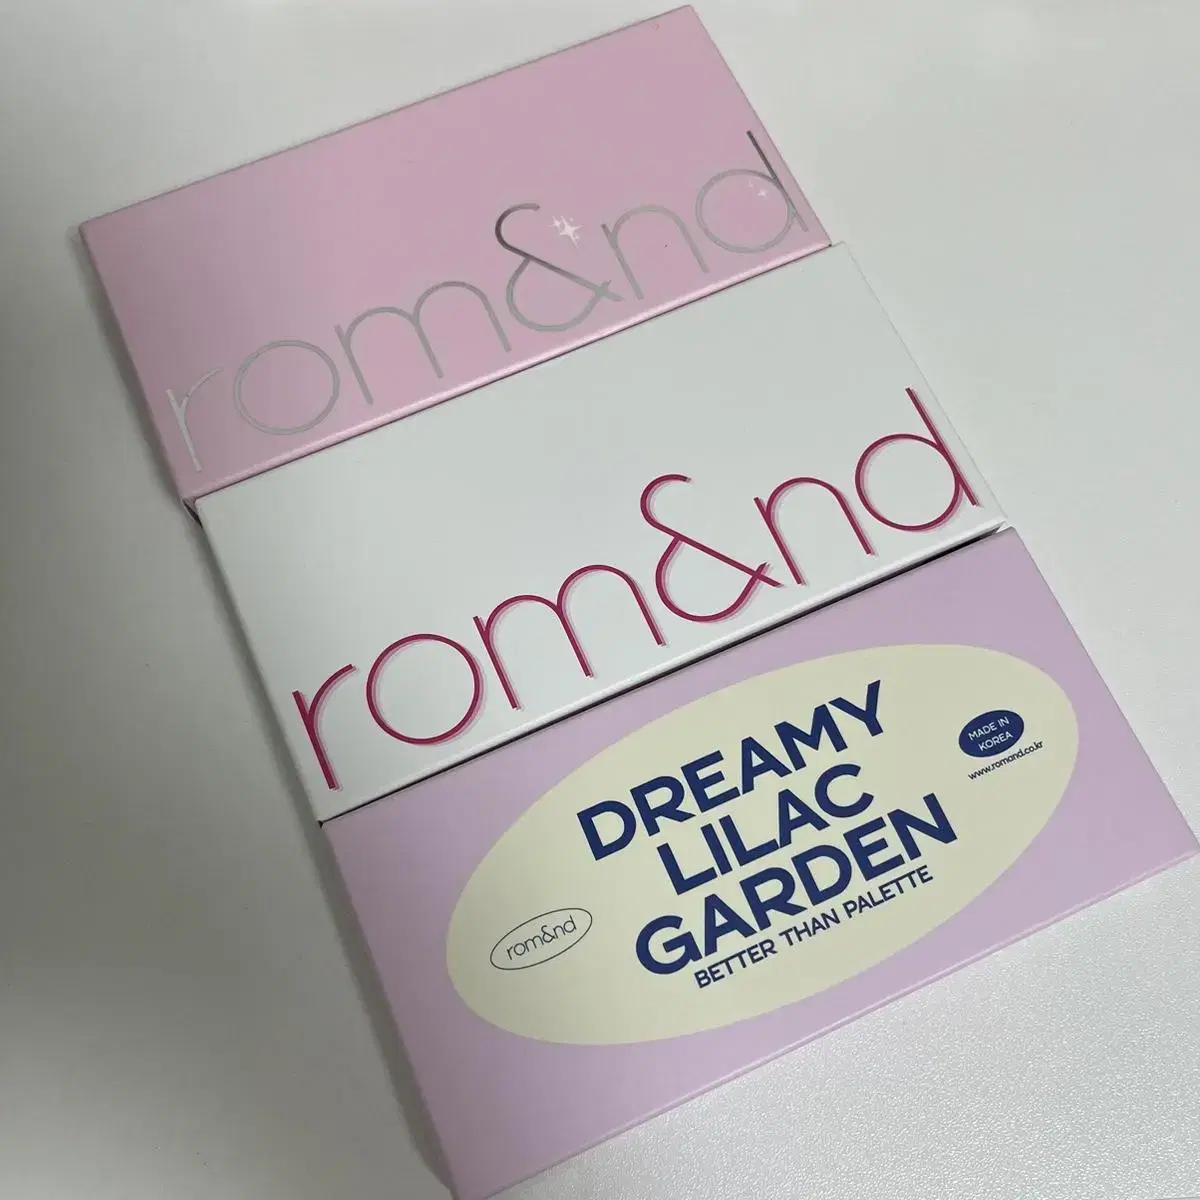 rom&nd
rom&nd
DREAMY
LILAC
GARDEN
BETTER THAN PALETTE
rom&nd
MADE IN
KOREA
www.romand.co.kr